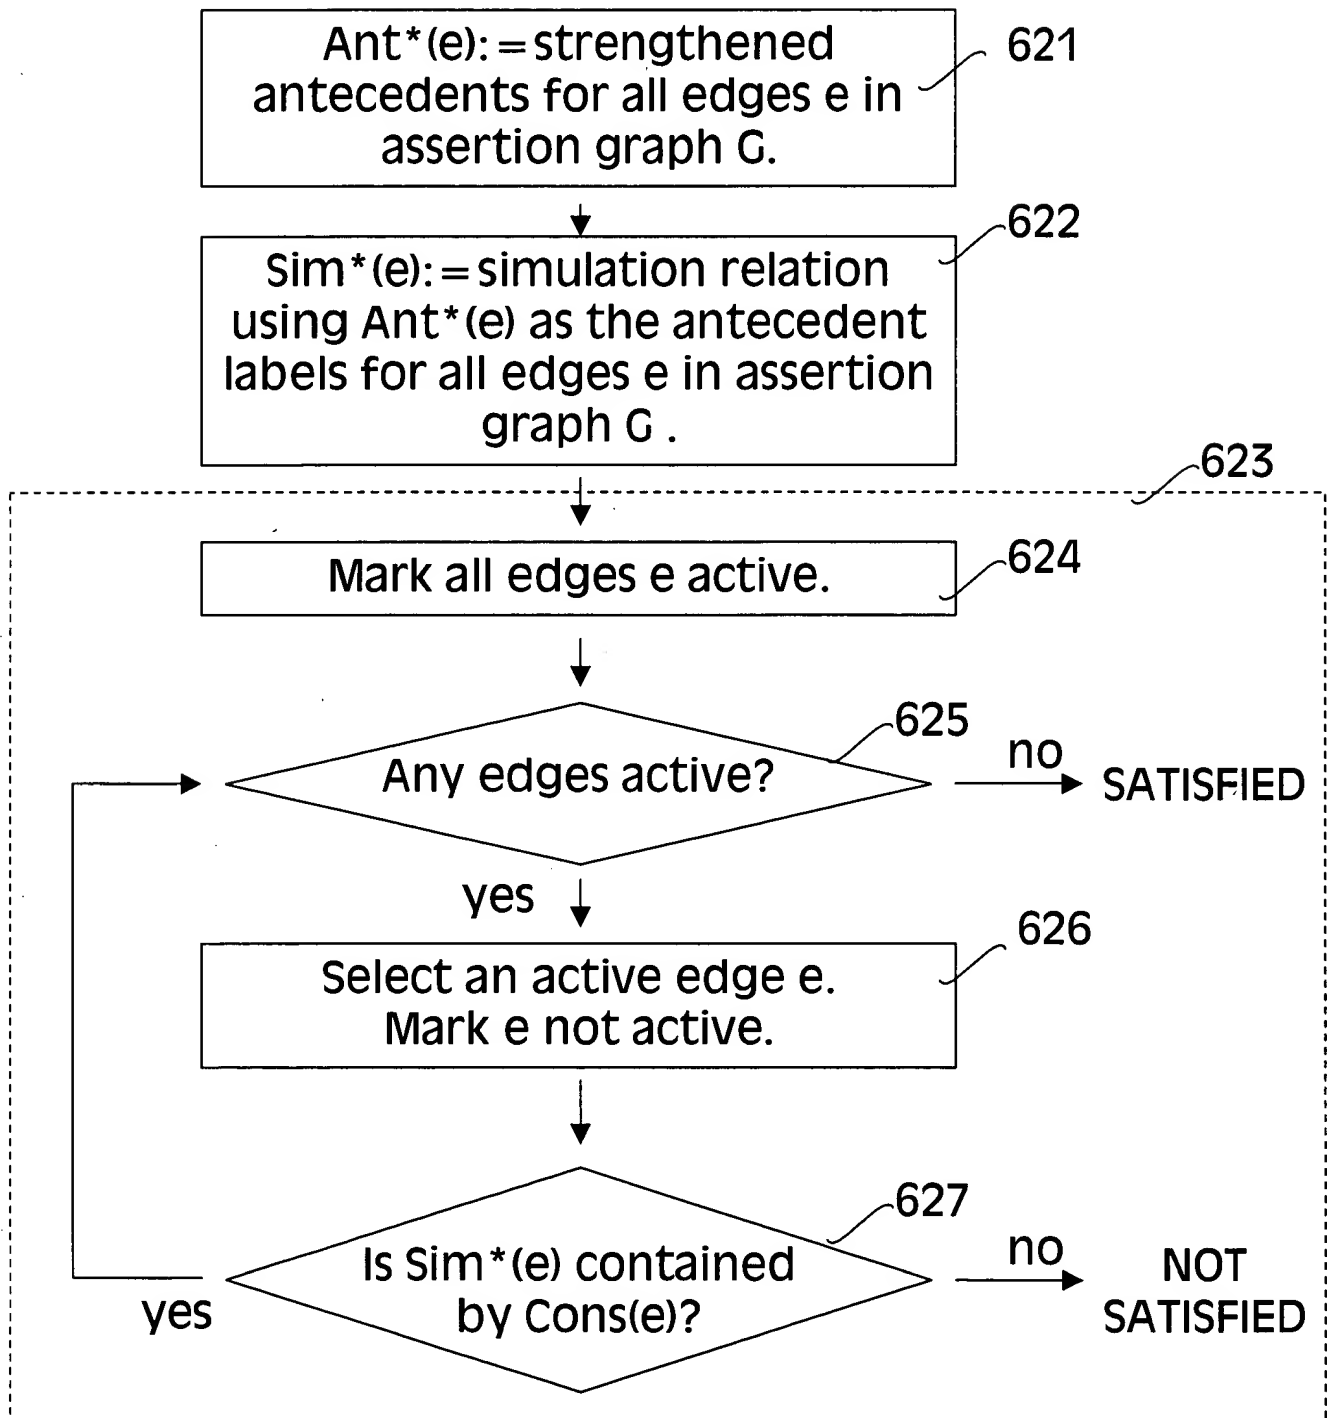 Ant*(e):=strengthened
antecedents for all edges e in
assertion graph G.
621
Sim*(e):=simulation relation
using Ant*(e) as the antecedent
labels for all edges e in assertion
graph G .
622
623
Mark all edges e active.
624
Any edges active?
625
no
SATISFIED
yes
Select an active edge e.
Mark e not active.
626
Is Sim*(e) contained
by Cons(e)?
627
no
NOT
SATISFIED
yes